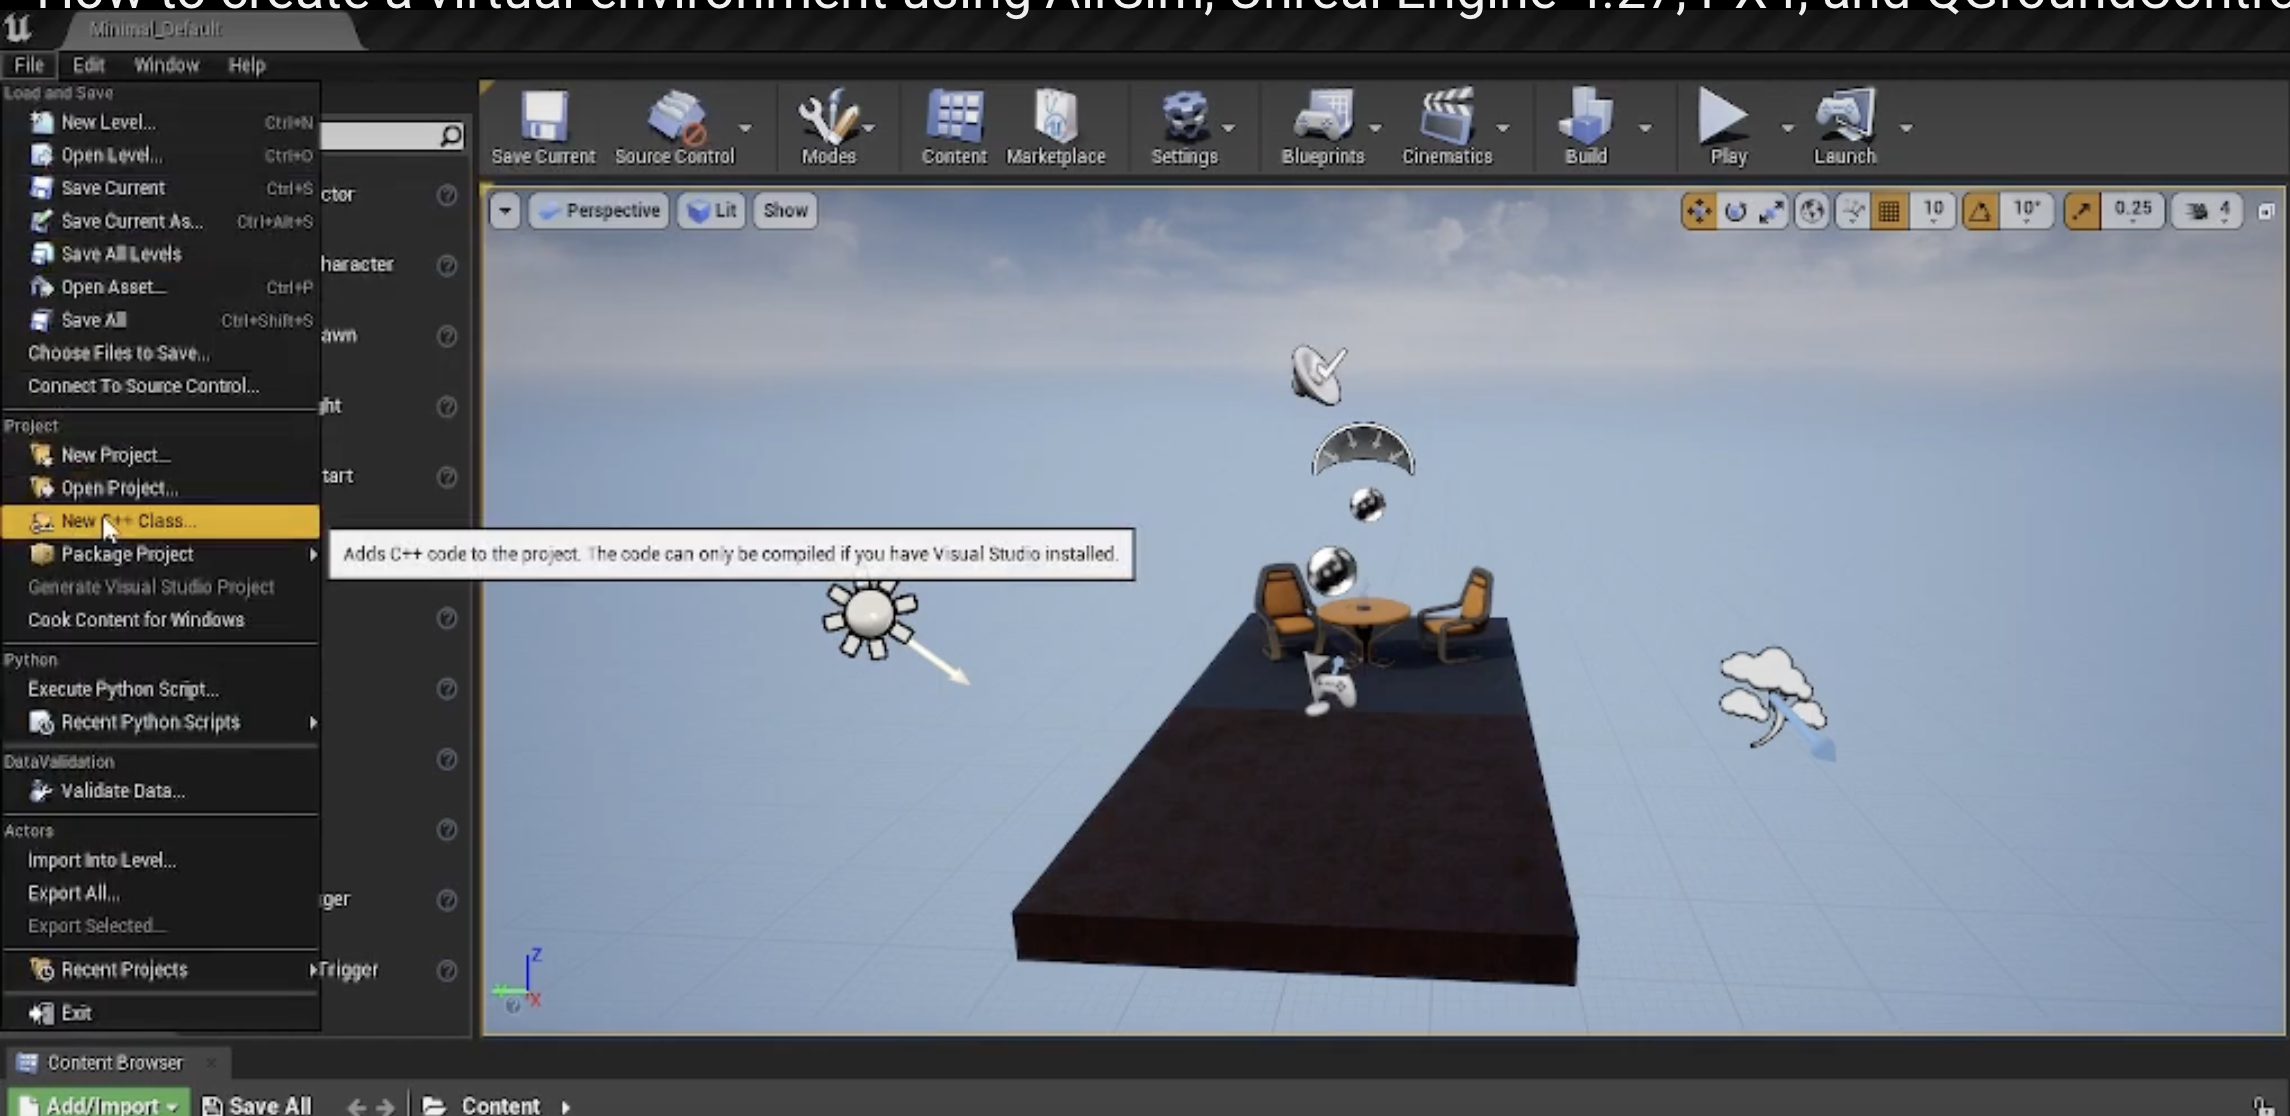 How to create a virtual environment using AirSim, Unreal Engine 4.27, PX4, and QGroundContro
Minimal_Default
File Edit Window Help
Load and Save
New Level... Ctrl+N
Open Level... Ctrl+O
Save Current Ctrl+S
Save Current As... Ctrl+Alt+S
Save All Levels
Open Asset... Ctrl+P
Save All Ctrl+Shift+S
Choose Files to Save...
Connect To Source Control...
Project
New Project...
Open Project...
New C++ Class...
Package Project
Generate Visual Studio Project
Cook Content for Windows
Python
Execute Python Script...
Recent Python Scripts
DataValidation
Validate Data...
Actors
Import Into Level...
Export All...
Export Selected...
Recent Projects
Exit
ctor
haracter
awn
ght
tart
ger
Trigger
Adds C++ code to the project. The code can only be compiled if you have Visual Studio installed.
Save Current Source Control Modes Content Marketplace Settings Blueprints Cinematics Build Play Launch
Perspective Lit Show 10 10° 0.25 4
Z
X
Content Browser
Add/Import Save All Content